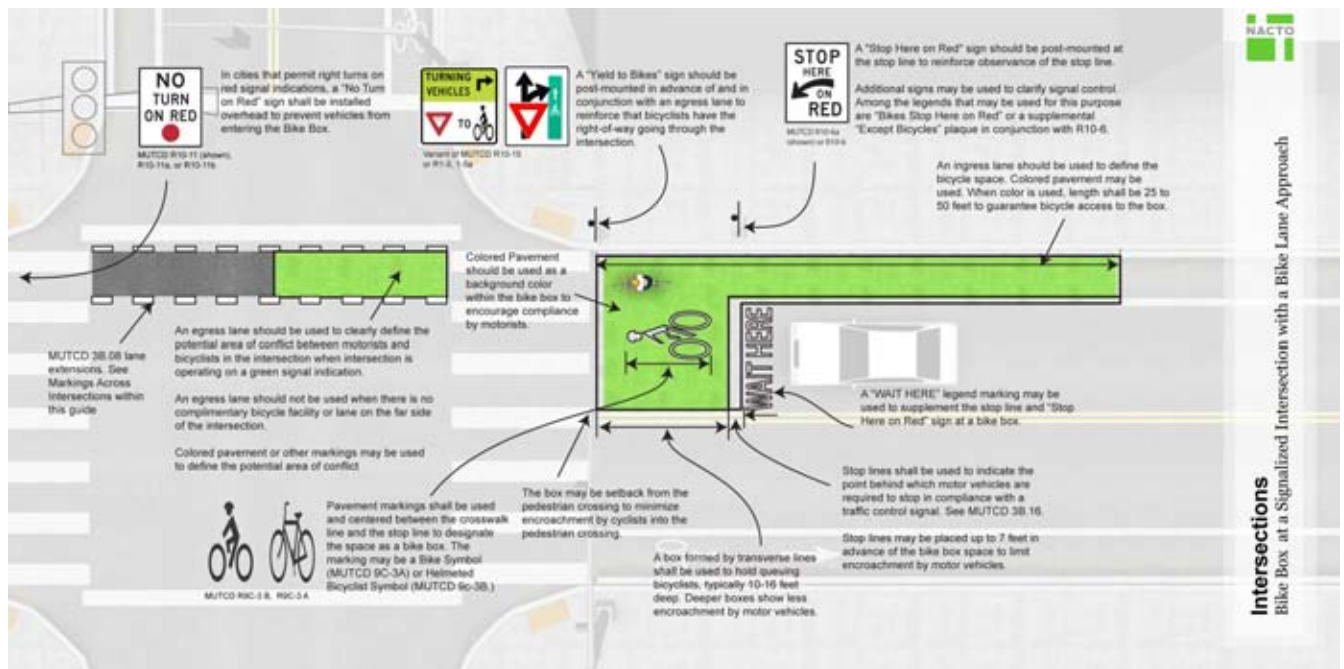 NACTO
NO
TURN
ON RED
MUTCD R10-11 (shown),
R10-11a, or R10-11b
In cities that permit right turns on
red signal indications, a "No Turn
on Red" sign shall be installed
overhead to prevent vehicles from
entering the Bike Box.
TURNING
VEHICLES
TO
Variant of MUTCD R10-15
or R1-5, 1-5a
A "Yield to Bikes" sign should be
post-mounted in advance of and in
conjunction with an egress lane to
reinforce that bicyclists have the
right-of-way going through the
intersection.
STOP
HERE
ON
RED
MUTCD R10-6a
(shown) or R10-6
A "Stop Here on Red" sign should be post-mounted at
the stop line to reinforce observance of the stop line.
Additional signs may be used to clarify signal control.
Among the legends that may be used for this purpose
are "Bikes Stop Here on Red" or a supplemental
"Except Bicycles" plaque in conjunction with R10-6.
An ingress lane should be used to define the
bicycle space. Colored pavement may be
used. When color is used, length shall be 25 to
50 feet to guarantee bicycle access to the box.
Colored Pavement
should be used as a
background color
within the bike box to
encourage compliance
by motorists.
WAIT HERE
MUTCD 3B.08 lane
extensions. See
Markings Across
Intersections within
this guide
An egress lane should be used to clearly define the
potential area of conflict between motorists and
bicyclists in the intersection when intersection is
operating on a green signal indication.
An egress lane should not be used when there is no
complimentary bicycle facility or lane on the far side
of the intersection.
Colored pavement or other markings may be used
to define the potential area of conflict
A "WAIT HERE" legend marking may be
used to supplement the stop line and "Stop
Here on Red" sign at a bike box.
Stop lines shall be used to indicate the
point behind which motor vehicles are
required to stop in compliance with a
traffic control signal. See MUTCD 3B.16.
Stop lines may be placed up to 7 feet in
advance of the bike box space to limit
encroachment by motor vehicles.
MUTCD R9C-3 B, R9C-3 A
Pavement markings shall be used
and centered between the crosswalk
line and the stop line to designate
the space as a bike box. The
marking may be a Bike Symbol
(MUTCD 9C-3A) or Helmeted
Bicyclist Symbol (MUTCD 9c-3B.)
The box may be setback from the
pedestrian crossing to minimize
encroachment by cyclists into the
pedestrian crossing.
A box formed by transverse lines
shall be used to hold queuing
bicyclists, typically 10-16 feet
deep. Deeper boxes show less
encroachment by motor vehicles.
Intersections
Bike Box at a Signalized Intersection with a Bike Lane Approach